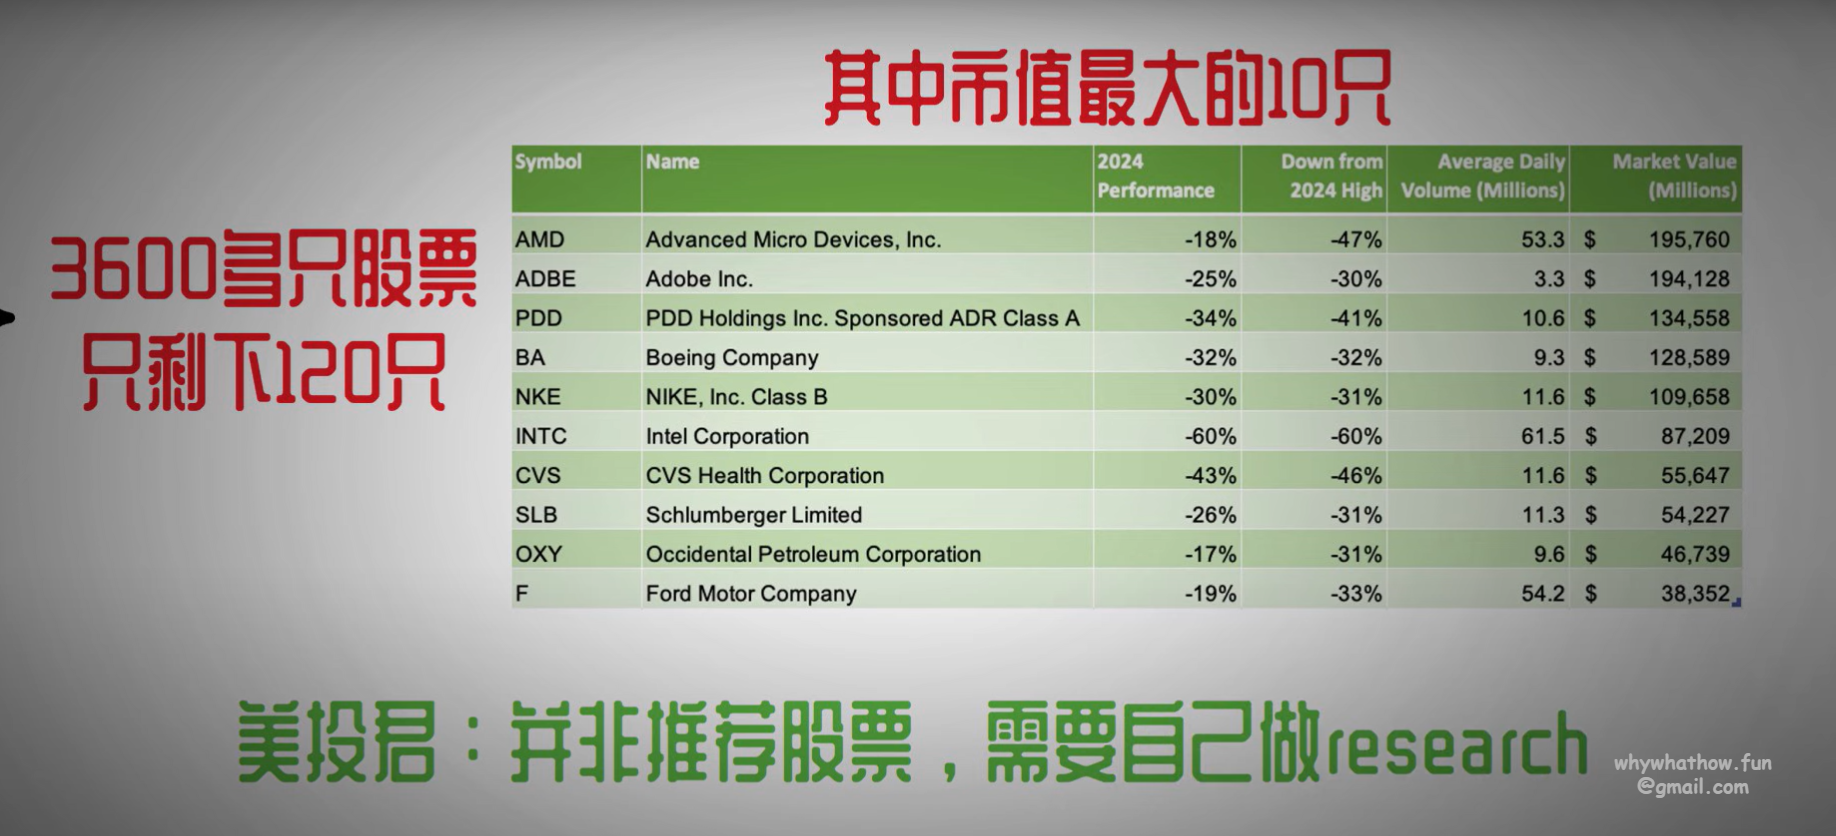 其中市值最大的10只
3600多只股票
只剩下120只
Symbol Name 2024 Performance Down from 2024 High Average Daily Volume (Millions) Market Value (Millions)
AMD Advanced Micro Devices, Inc. -18% -47% 53.3 $ 195,760
ADBE Adobe Inc. -25% -30% 3.3 $ 194,128
PDD PDD Holdings Inc. Sponsored ADR Class A -34% -41% 10.6 $ 134,558
BA Boeing Company -32% -32% 9.3 $ 128,589
NKE NIKE, Inc. Class B -30% -31% 11.6 $ 109,658
INTC Intel Corporation -60% -60% 61.5 $ 87,209
CVS CVS Health Corporation -43% -46% 11.6 $ 55,647
SLB Schlumberger Limited -26% -31% 11.3 $ 54,227
OXY Occidental Petroleum Corporation -17% -31% 9.6 $ 46,739
F Ford Motor Company -19% -33% 54.2 $ 38,352
美投君：并非推荐股票，需要自己做research
whywhathow.fun
@gmail.com